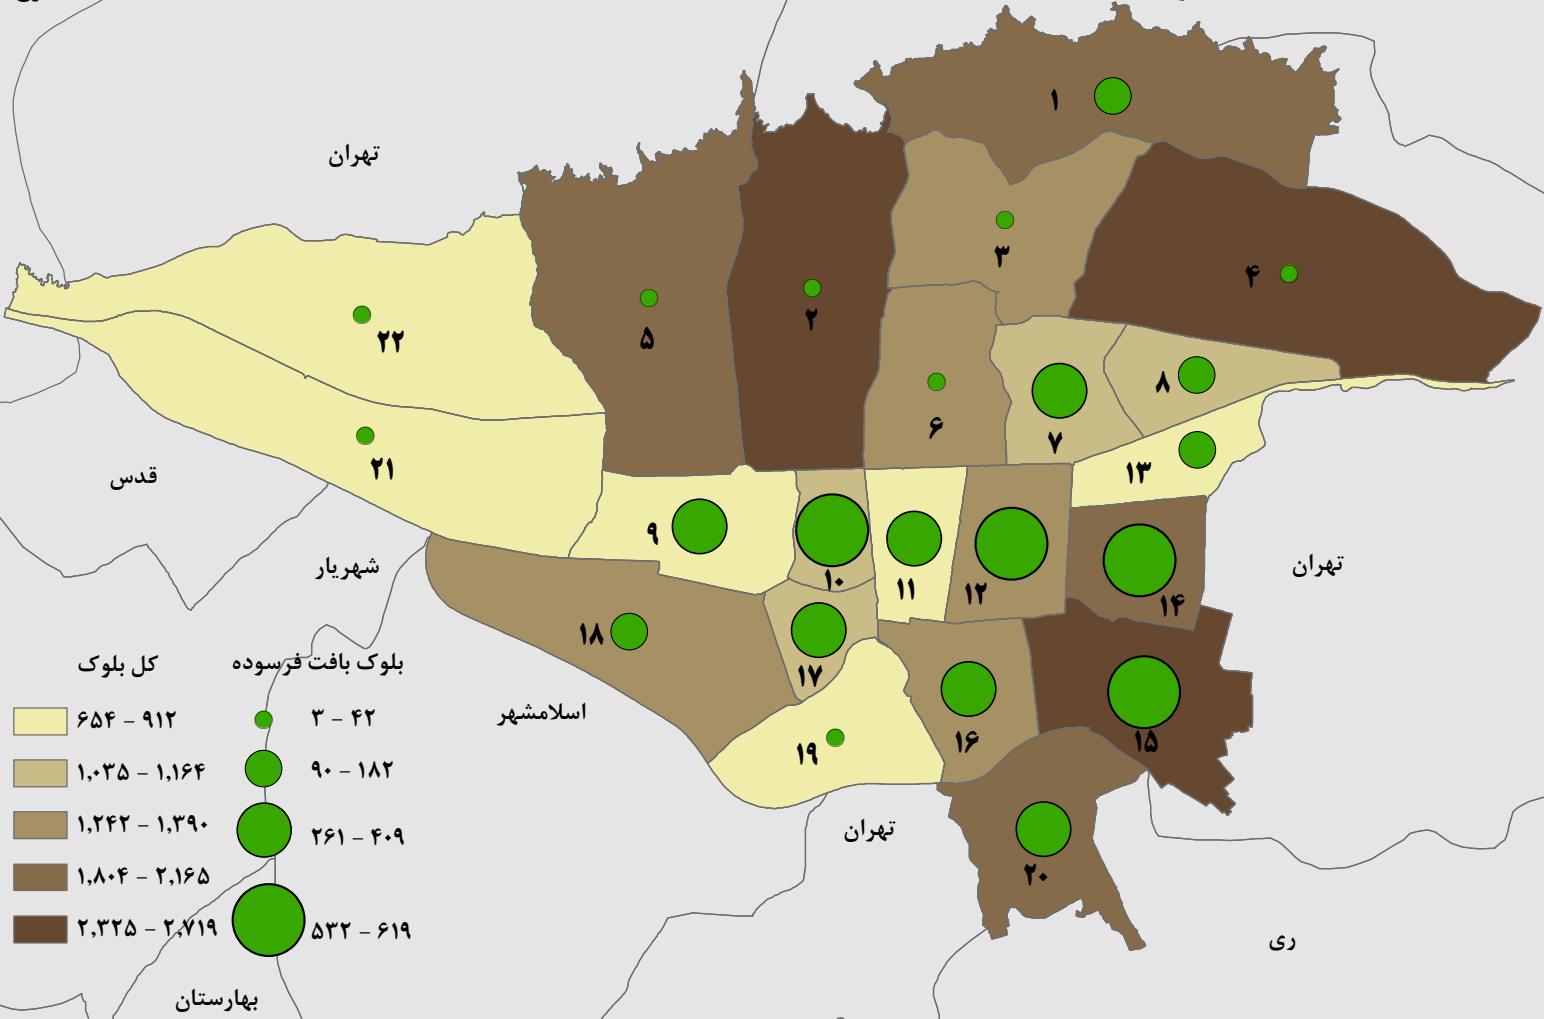 تهران
۱
۲
۳
۴
۵
۶
۷
۸
۹
۱۰
۱۱
۱۲
۱۳
۱۴
۱۵
۱۶
۱۷
۱۸
۱۹
۲۰
۲۱
۲۲
قدس
شهریار
تهران
اسلامشهر
تهران
ری
بهارستان
بلوک بافت فرسوده
۳ – ۴۲
۹۰ – ۱۸۲
۲۶۱ – ۴۰۹
۵۳۲ – ۶۱۹
کل بلوک
۶۵۴ – ۹۱۲
۱,۰۳۵ – ۱,۱۶۴
۱,۲۴۲ – ۱,۳۹۰
۱,۸۰۴ – ۲,۱۶۵
۲,۳۲۵ – ۲,۷۱۹